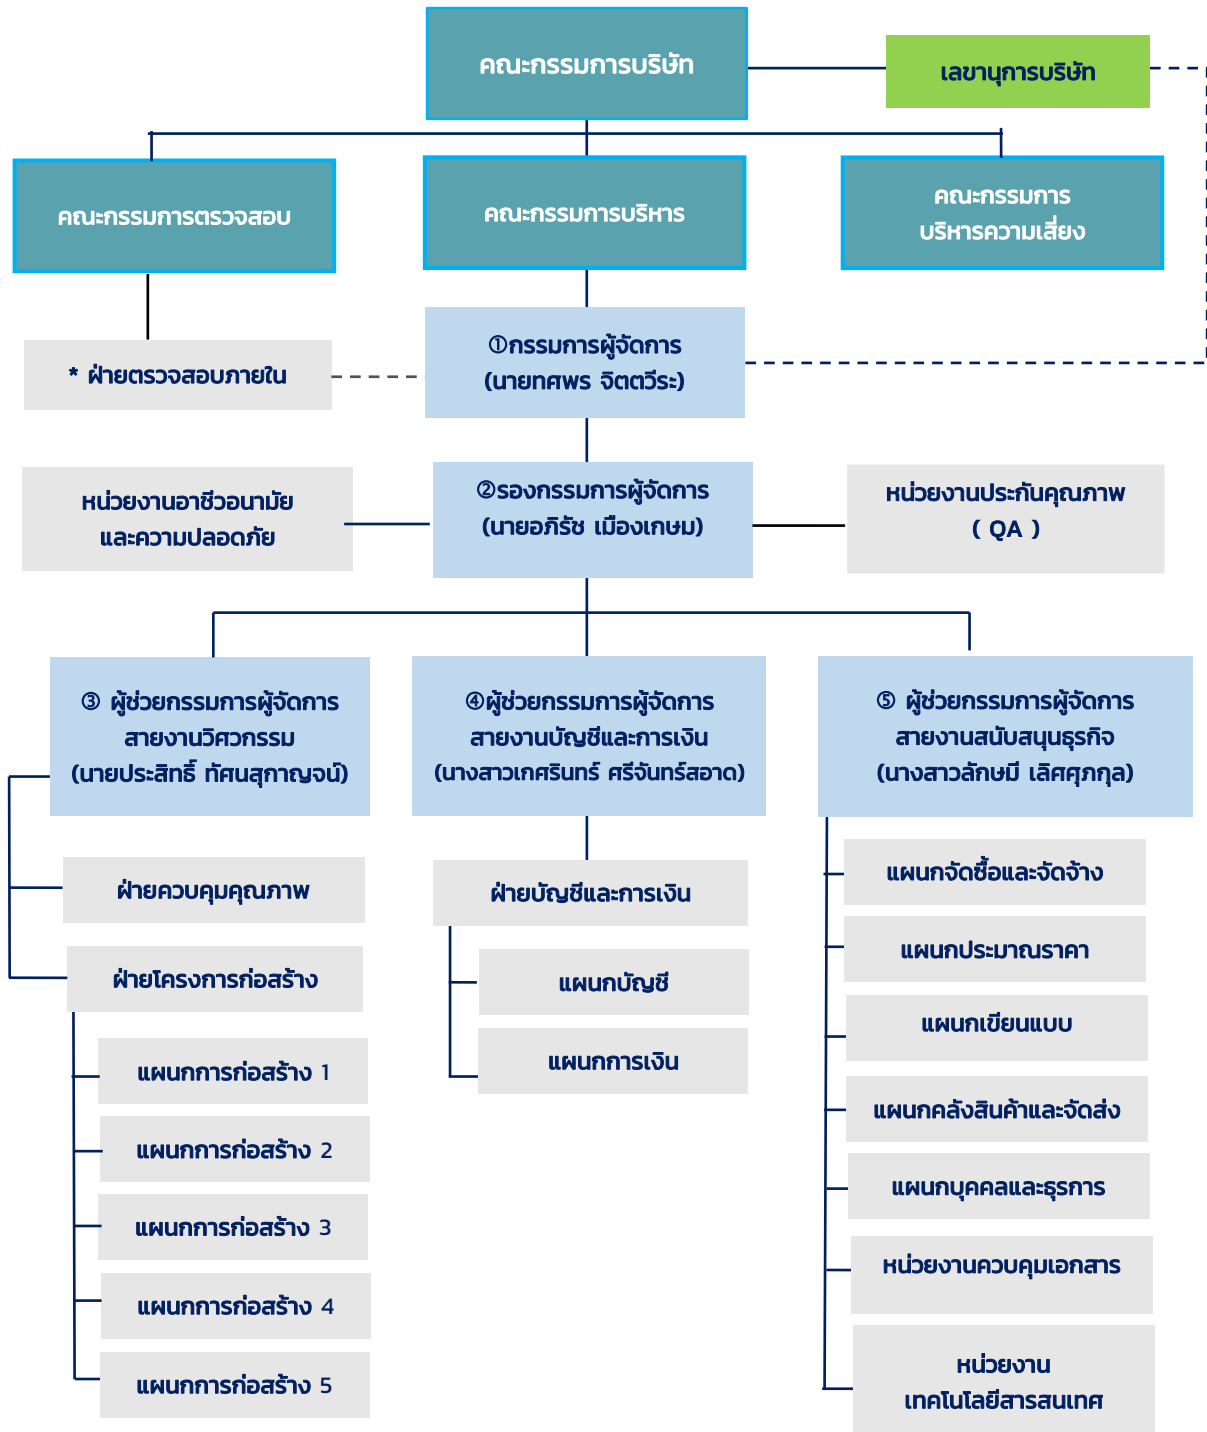 คณะกรรมการบริษัท
เลขานุการบริษัท
คณะกรรมการตรวจสอบ
คณะกรรมการบริหาร
คณะกรรมการ
บริหารความเสี่ยง
①กรรมการผู้จัดการ
(นายทศพร จิตตวีระ)
* ฝ่ายตรวจสอบภายใน
หน่วยงานอาชีวอนามัย
และความปลอดภัย
②รองกรรมการผู้จัดการ
(นายอภิรัช เมืองเกษม)
หน่วยงานประกันคุณภาพ
( QA )
③ ผู้ช่วยกรรมการผู้จัดการ
สายงานวิศวกรรม
(นายประสิทธิ์ ทัศนสุกาญจน์)
④ผู้ช่วยกรรมการผู้จัดการ
สายงานบัญชีและการเงิน
(นางสาวเกศรินทร์ ศรีจันทร์สอาด)
⑤ ผู้ช่วยกรรมการผู้จัดการ
สายงานสนับสนุนธุรกิจ
(นางสาวลักษมี เลิศศุภกุล)
ฝ่ายควบคุมคุณภาพ
ฝ่ายโครงการก่อสร้าง
แผนกการก่อสร้าง 1
แผนกการก่อสร้าง 2
แผนกการก่อสร้าง 3
แผนกการก่อสร้าง 4
แผนกการก่อสร้าง 5
ฝ่ายบัญชีและการเงิน
แผนกบัญชี
แผนกการเงิน
แผนกจัดซื้อและจัดจ้าง
แผนกประมาณราคา
แผนกเขียนแบบ
แผนกคลังสินค้าและจัดส่ง
แผนกบุคคลและธุรการ
หน่วยงานควบคุมเอกสาร
หน่วยงาน
เทคโนโลยีสารสนเทศ